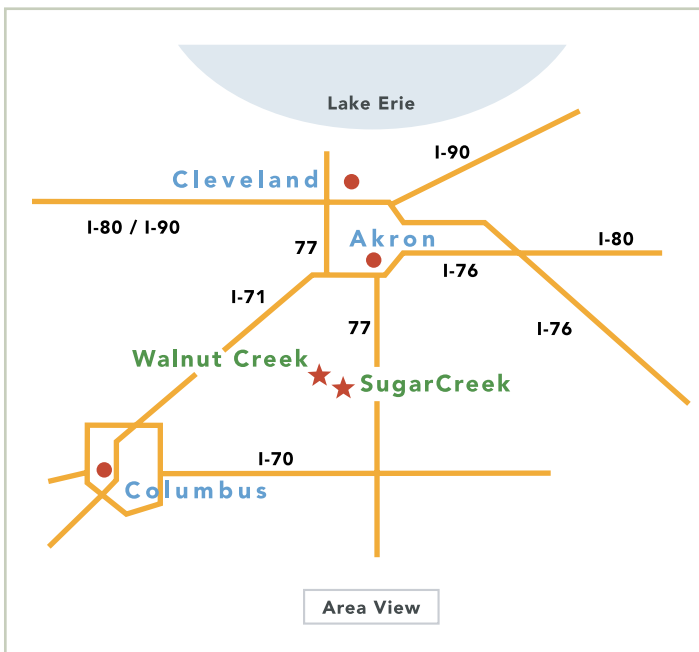 Lake Erie
I-90
Cleveland
I-80 / I-90
77
Akron
I-80
I-76
I-71
77
I-76
Walnut Creek
SugarCreek
I-70
Columbus
Area View